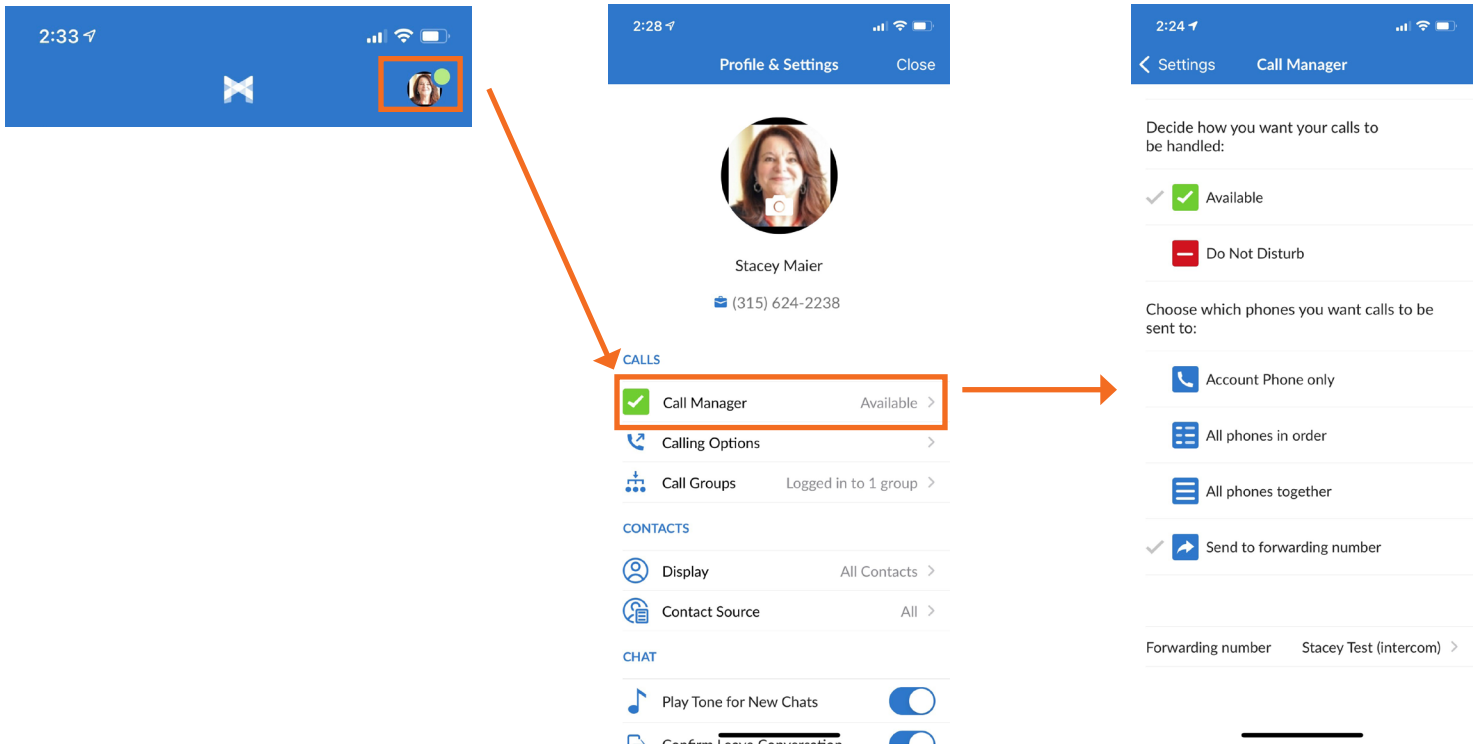 2:33
2:28
Profile & Settings Close
Stacey Maier
(315) 624-2238
CALLS
Call Manager Available
Calling Options
Call Groups Logged in to 1 group
CONTACTS
Display All Contacts
Contact Source All
CHAT
Play Tone for New Chats
Confirm Leave Conversation
2:24
Settings Call Manager
Decide how you want your calls to
be handled:
Available
Do Not Disturb
Choose which phones you want calls to be
sent to:
Account Phone only
All phones in order
All phones together
Send to forwarding number
Forwarding number Stacey Test (intercom)